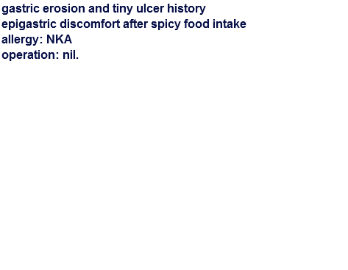 gastric erosion and tiny ulcer history
epigastric discomfort after spicy food intake
allergy: NKA
operation: nil.